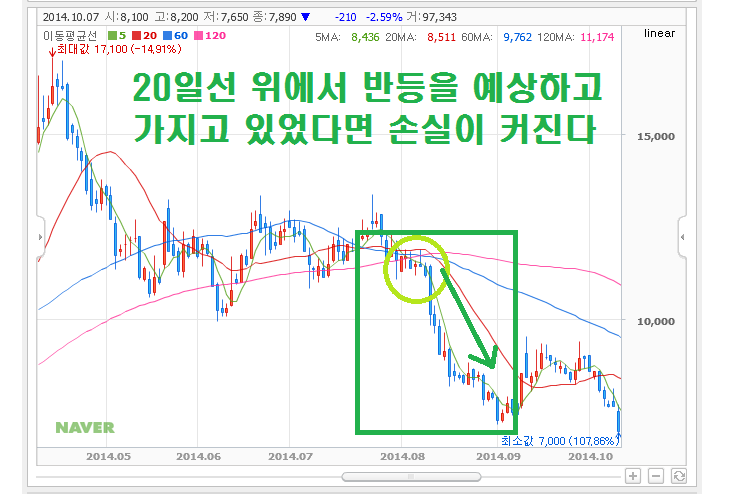 2014.10.07 시:8,100 고:8,200 저:7,650 종:7,890 ▼ -210 -2.59% 거:97,343
이동평균선 5 20 60 120 5MA: 8,436 20MA: 8,511 60MA: 9,762 120MA: 11,174 linear
최대값 17,100 (-14,91%)
20일선 위에서 반등을 예상하고
가지고 있었다면 손실이 커진다
15,000
10,000
NAVER
최소값 7,000 (107,86%)
2014.05 2014.06 2014.07 2014.08 2014.09 2014.10